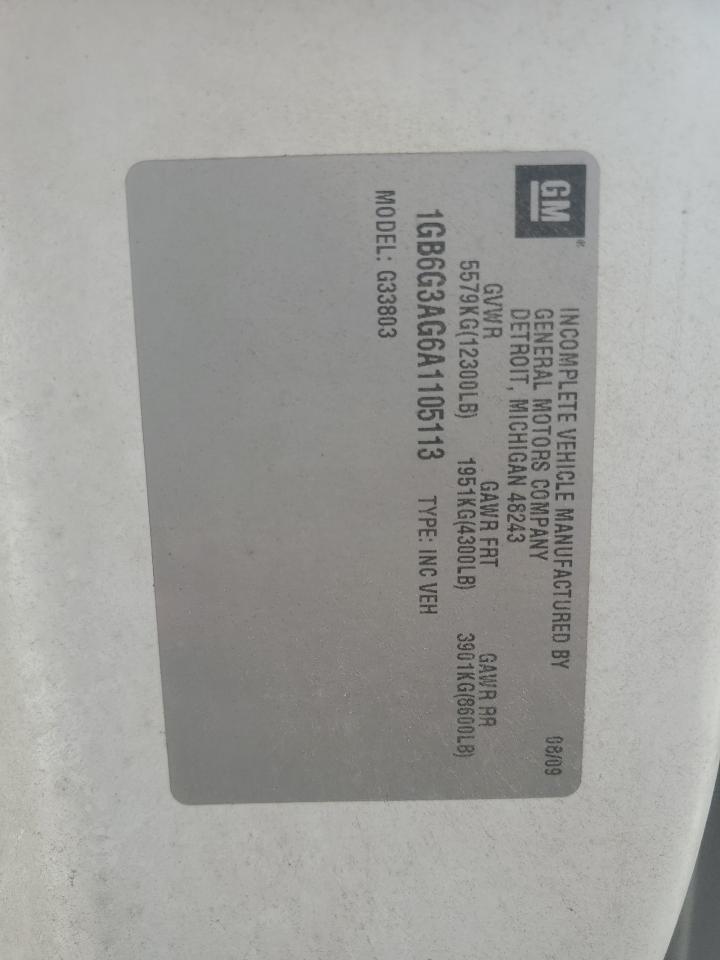 GM
INCOMPLETE VEHICLE MANUFACTURED BY 08/09
GENERAL MOTORS COMPANY
DETROIT, MICHIGAN 48243
GVWR GAWR FRT GAWR RR
5579KG(12300LB) 1951KG(4300LB) 3901KG(8600LB)
1GB6G3AG6A1105113 TYPE: INC VEH
MODEL: G33803